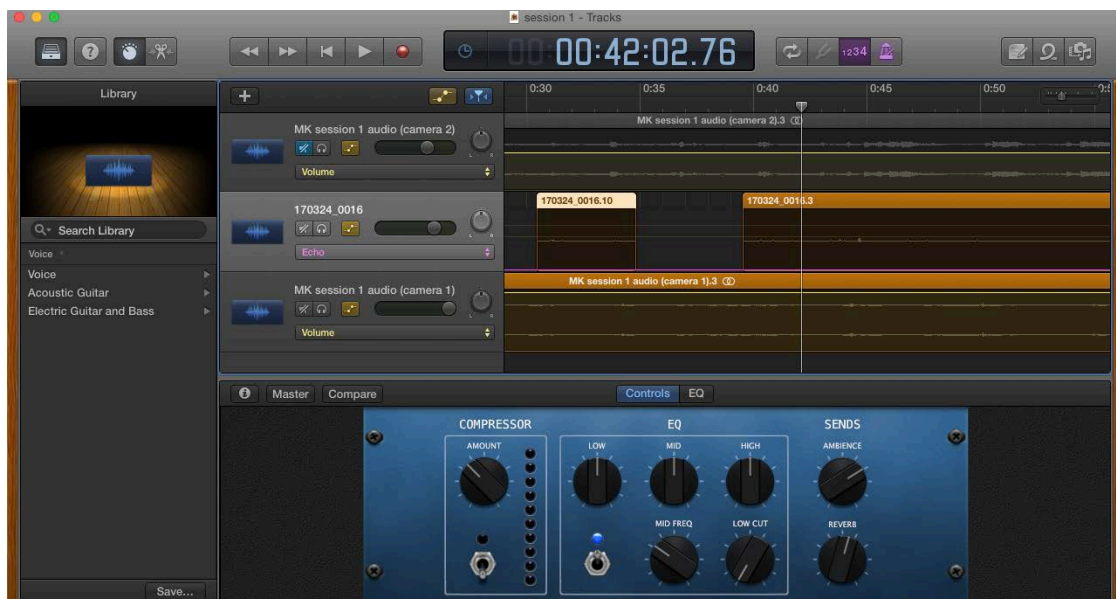 session 1 - Tracks
00:42:02.76
1234
Library
0:30 0:35 0:40 0:45 0:50
MK session 1 audio (camera 2).3
MK session 1 audio (camera 2)
L R
Volume
170324_0016.10 170324_0016.3
170324_0016
L R
Echo
Search Library
Voice
Voice
Acoustic Guitar
Electric Guitar and Bass
MK session 1 audio (camera 1).3
MK session 1 audio (camera 1)
L R
Volume
Master Compare Controls EQ
COMPRESSOR EQ SENDS
AMOUNT LOW MID HIGH AMBIENCE
MID FREQ LOW CUT REVERB
Save...